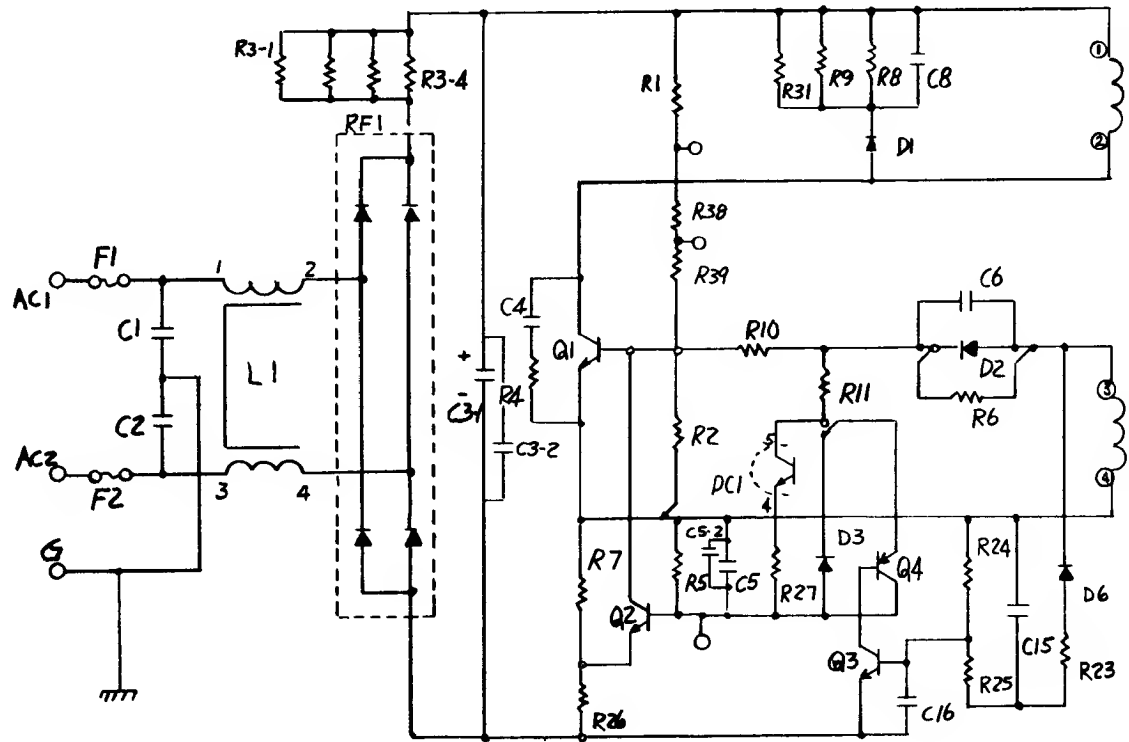 R3-1
R3-4
RF1
R1
R31
R9
R8
C8
1
2
D1
R38
R39
F1
AC1
1
2
C1
L1
C2
AC2
F2
3
4
G
C4
Q1
+
-
C3-1
R4
C3-2
R10
C6
D2
R6
R11
R2
5
PC1
4
3
4
C5-2
R5
C5
R7
Q2
R27
D3
Q4
R24
D6
C15
Q3
R25
R23
C16
R26